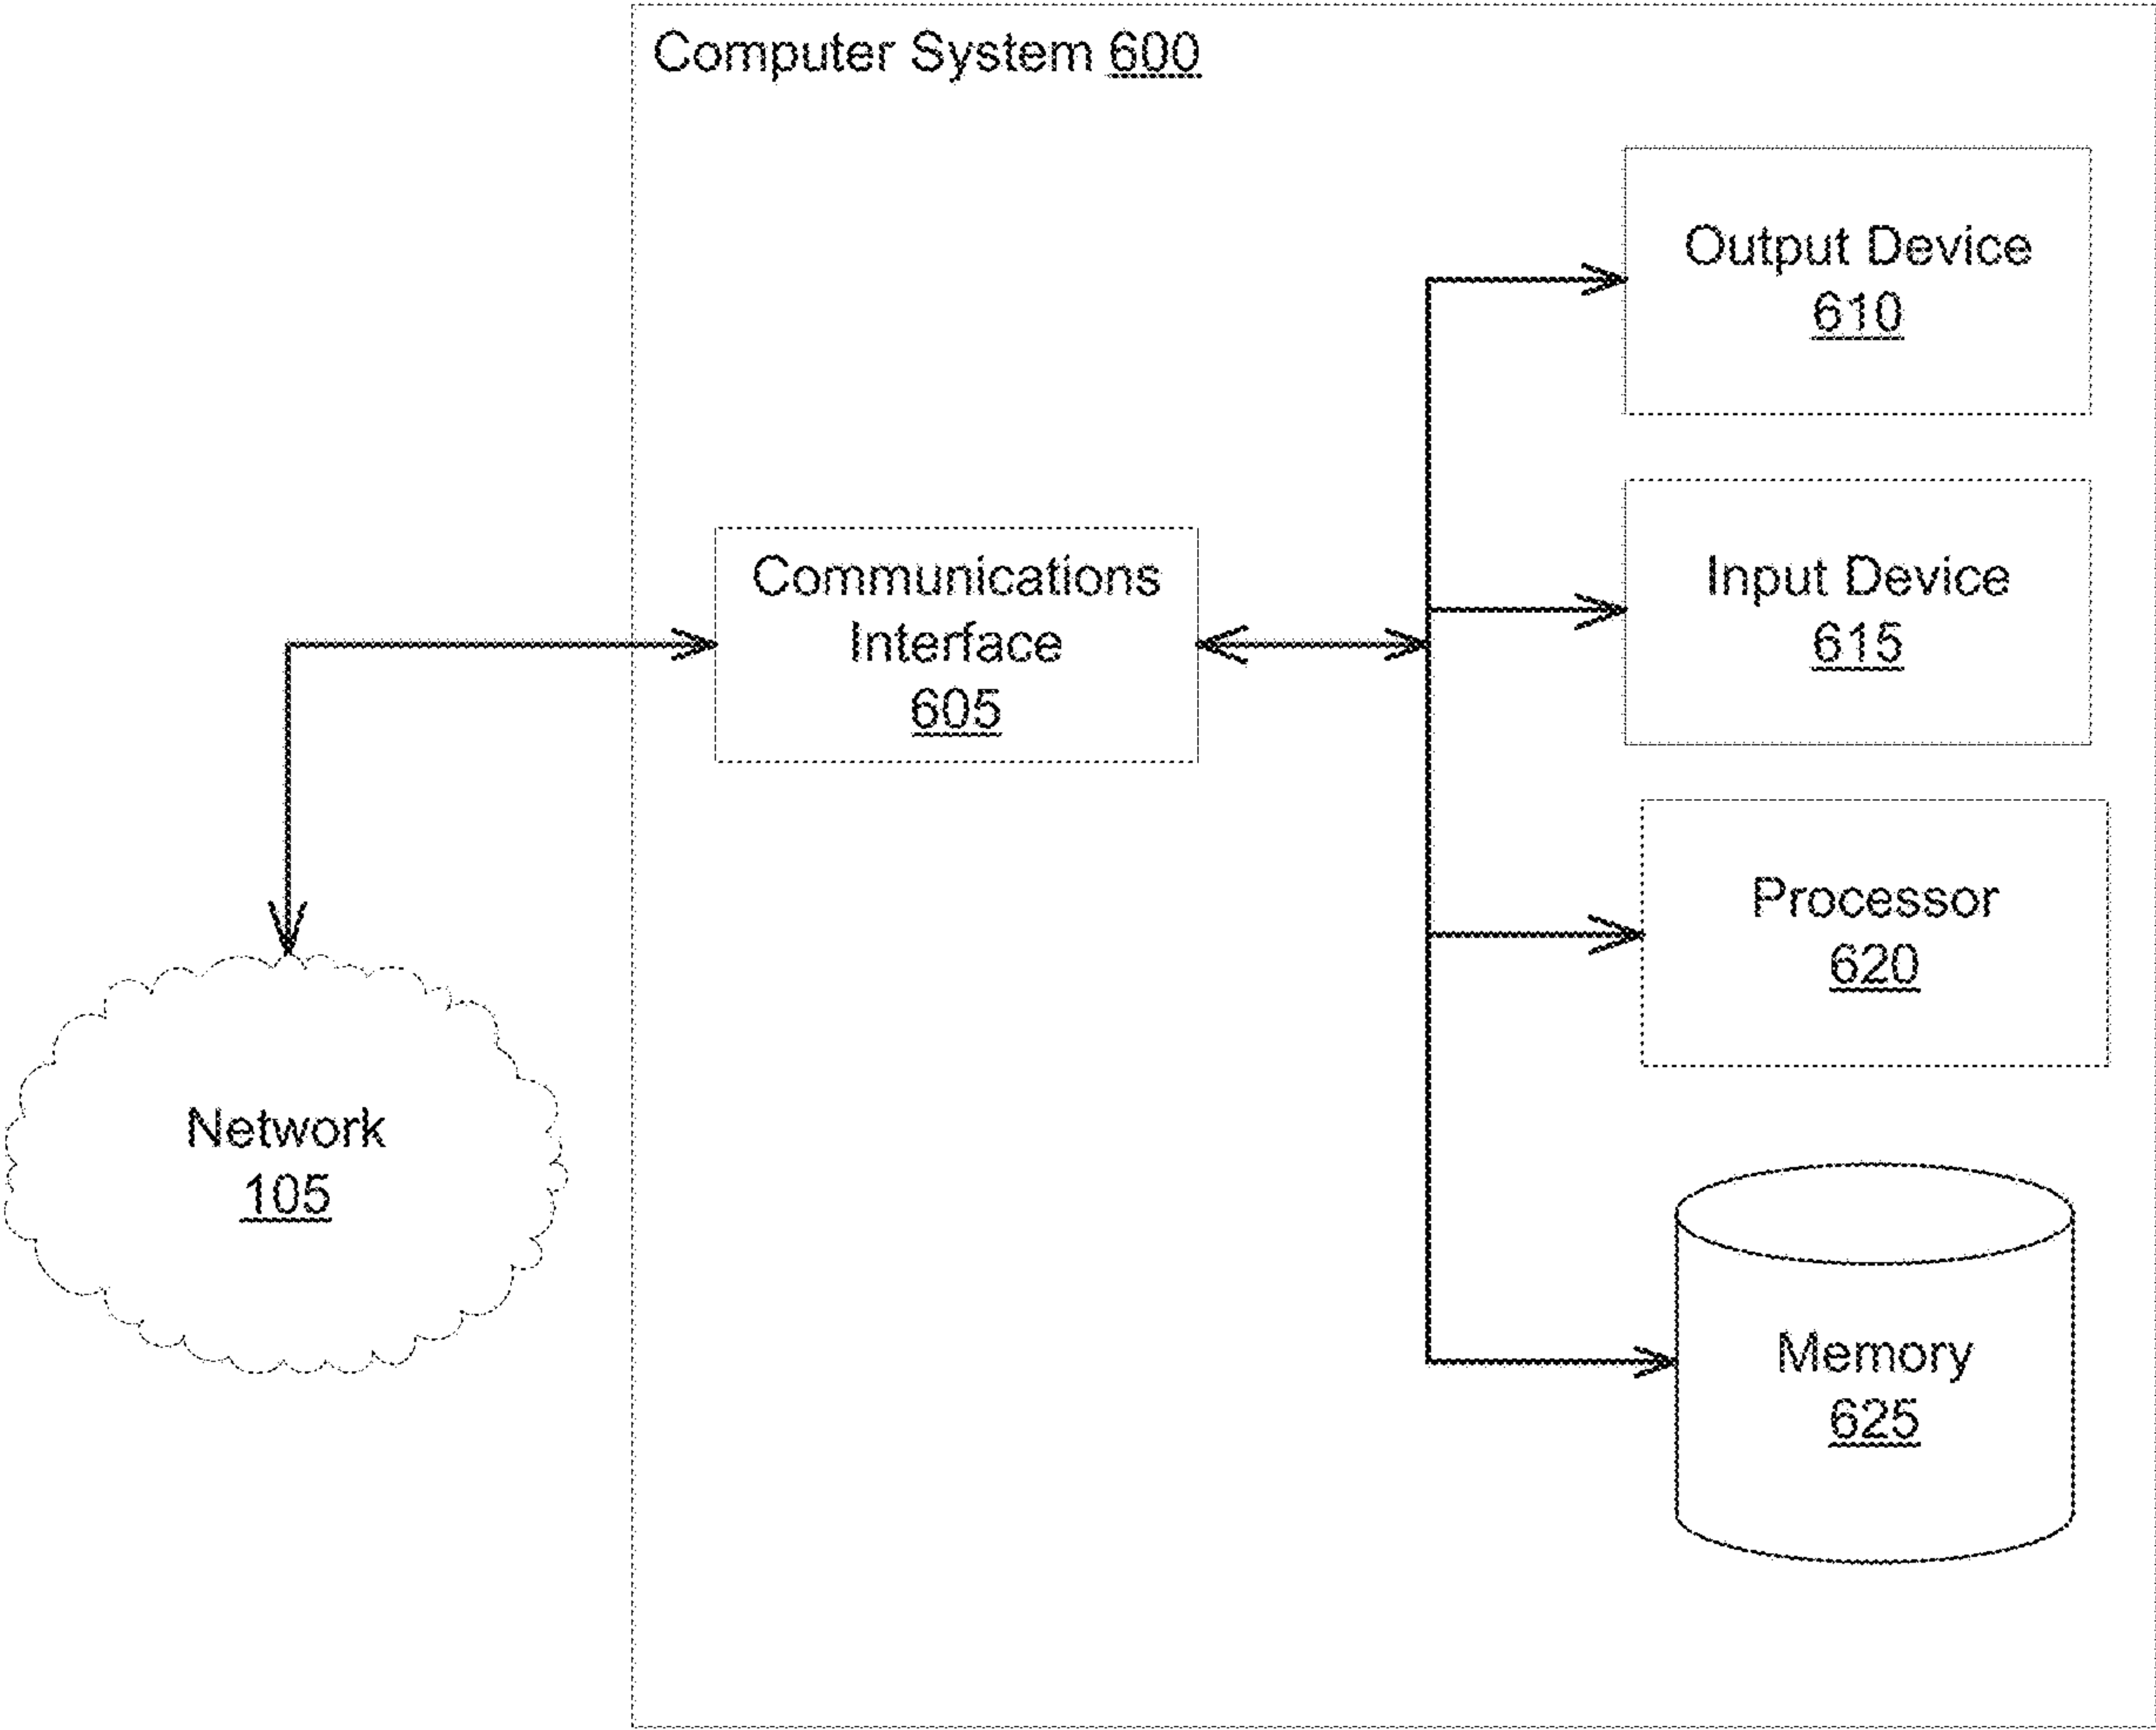 Computer System 600
Output Device
610
Input Device
615
Communications
Interface
605
Processor
620
Network
105
Memory
625